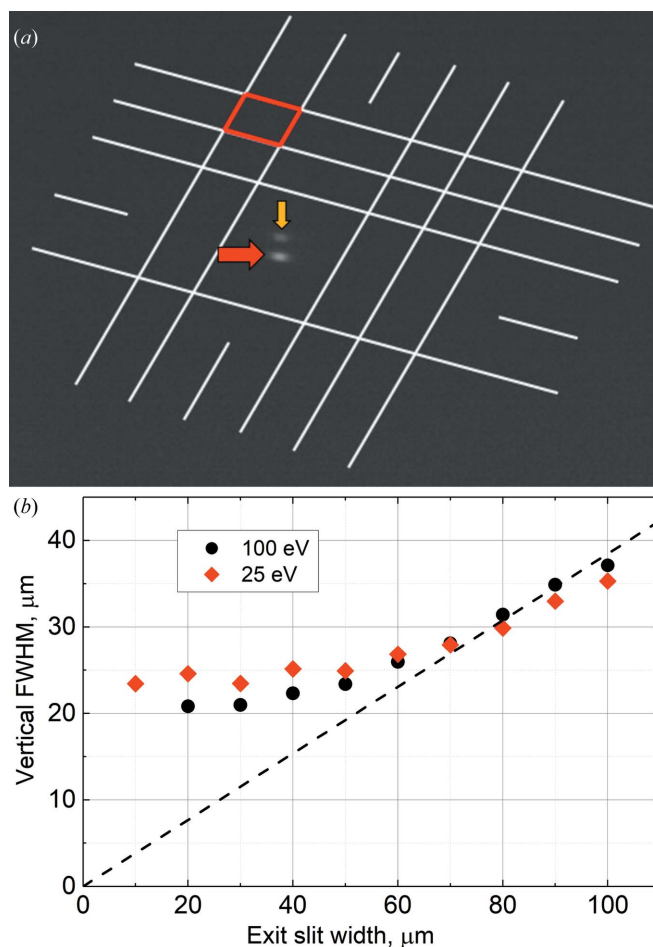 (a)
(b)
40
30
20
10
0
Vertical FWHM, μm
100 eV
25 eV
0 20 40 60 80 100
Exit slit width, μm